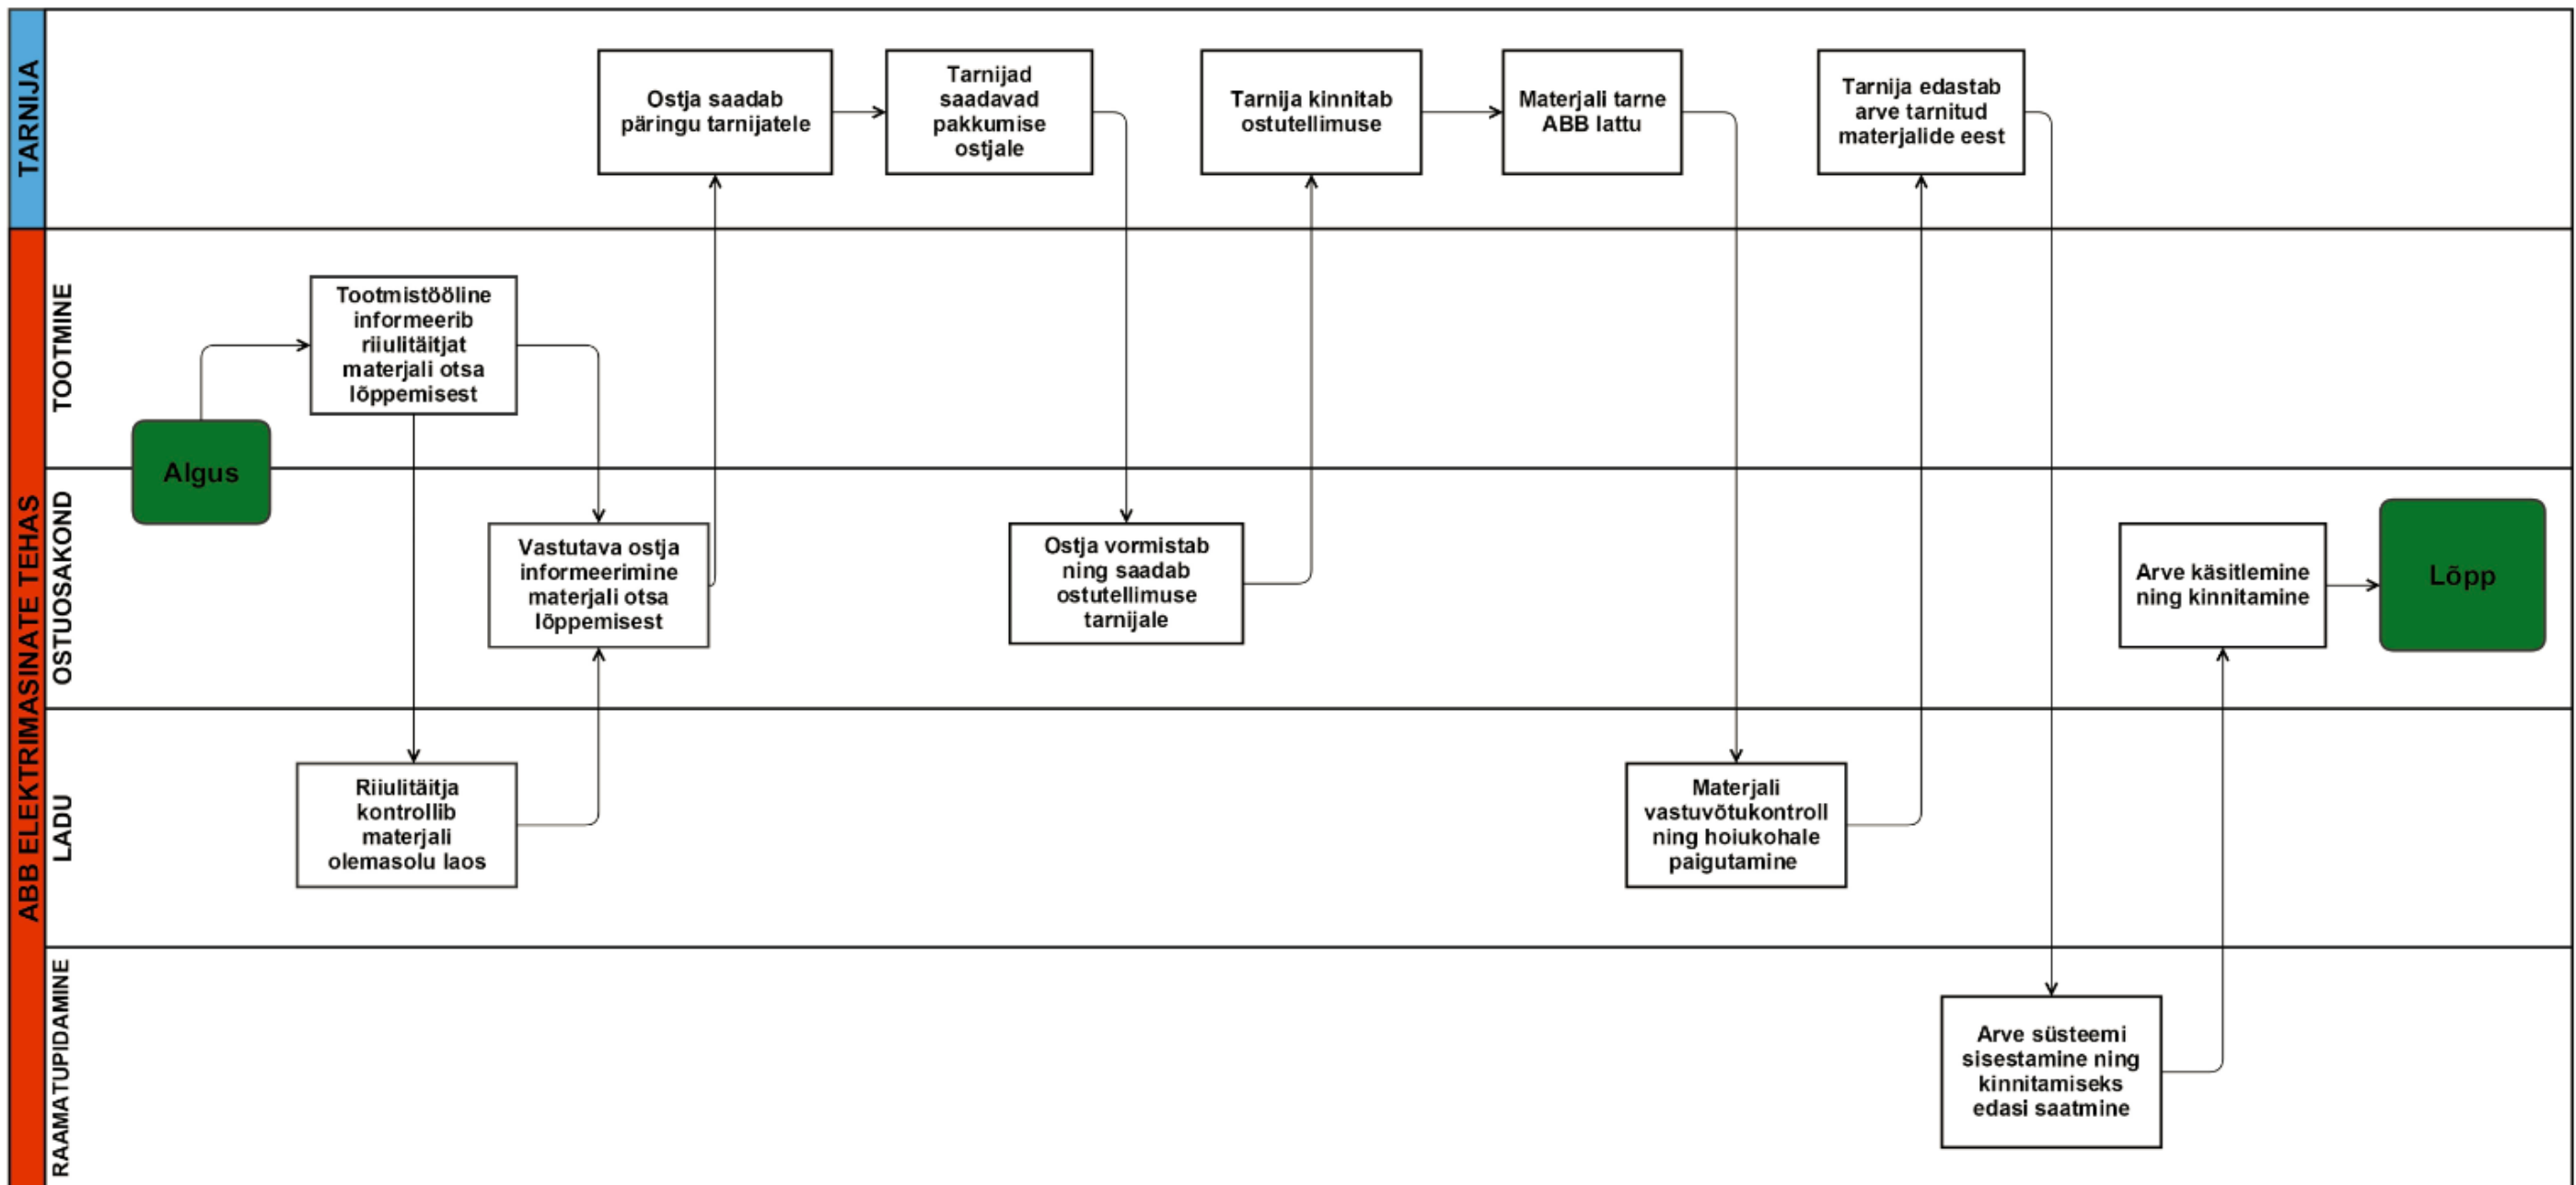 TARNIJA
Ostja saadab
päringu tarnijatele
Tarnijad
saadavad
pakkumise
ostjale
Tarnija kinnitab
ostutellimuse
Materjali tarne
ABB lattu
Tarnija edastab
arve tarnitud
materjalide eest
ABB ELEKTRIMASINATE TEHAS
TOOTMINE
Tootmistööline
informeerib
riiulitäitjat
materjali otsa
lõppemisest
Algus
OSTUOSAKOND
Vastutava ostja
informeerimine
materjali otsa
lõppemisest
Ostja vormistab
ning saadab
ostutellimuse
tarnijale
Arve käsitlemine
ning kinnitamine
Lõpp
LADU
Riiulitäitja
kontrollib
materjali
olemasolu laos
Materjali
vastuvõtukontroll
ning hoiukohale
paigutamine
RAAMATUPIDAMINE
Arve süsteemi
sisestamine ning
kinnitamiseks
edasi saatmine